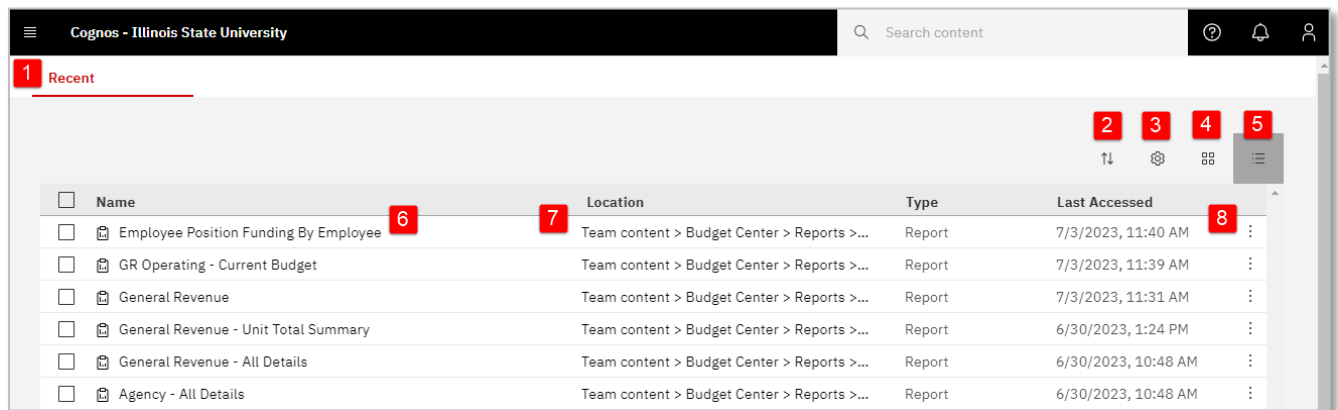 Cognos - Illinois State University Search content
1 Recent
2 3 4 5
Name Location Type Last Accessed
6 7 8
Employee Position Funding By Employee Team content > Budget Center > Reports >... Report 7/3/2023, 11:40 AM
GR Operating - Current Budget Team content > Budget Center > Reports >... Report 7/3/2023, 11:39 AM
General Revenue Team content > Budget Center > Reports >... Report 7/3/2023, 11:31 AM
General Revenue - Unit Total Summary Team content > Budget Center > Reports >... Report 6/30/2023, 1:24 PM
General Revenue - All Details Team content > Budget Center > Reports >... Report 6/30/2023, 10:48 AM
Agency - All Details Team content > Budget Center > Reports >... Report 6/30/2023, 10:48 AM